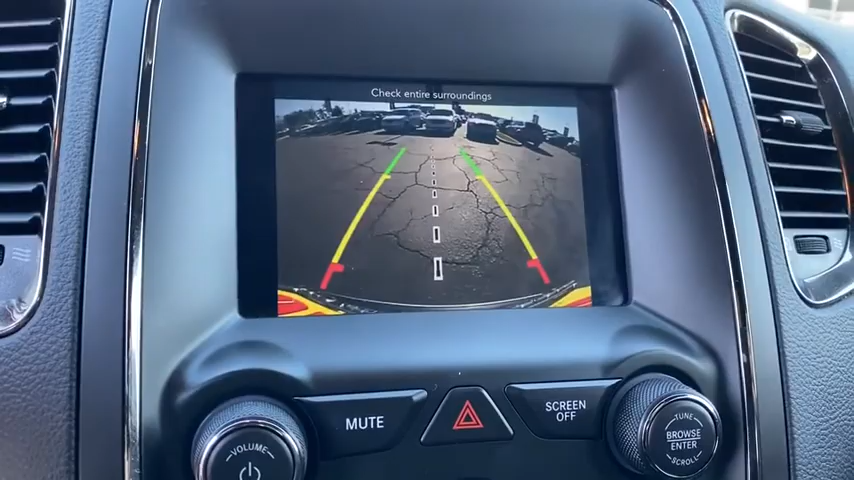 Check entire surroundings
MUTE
SCREEN
OFF
VOLUME
TUNE
BROWSE
ENTER
SCROLL